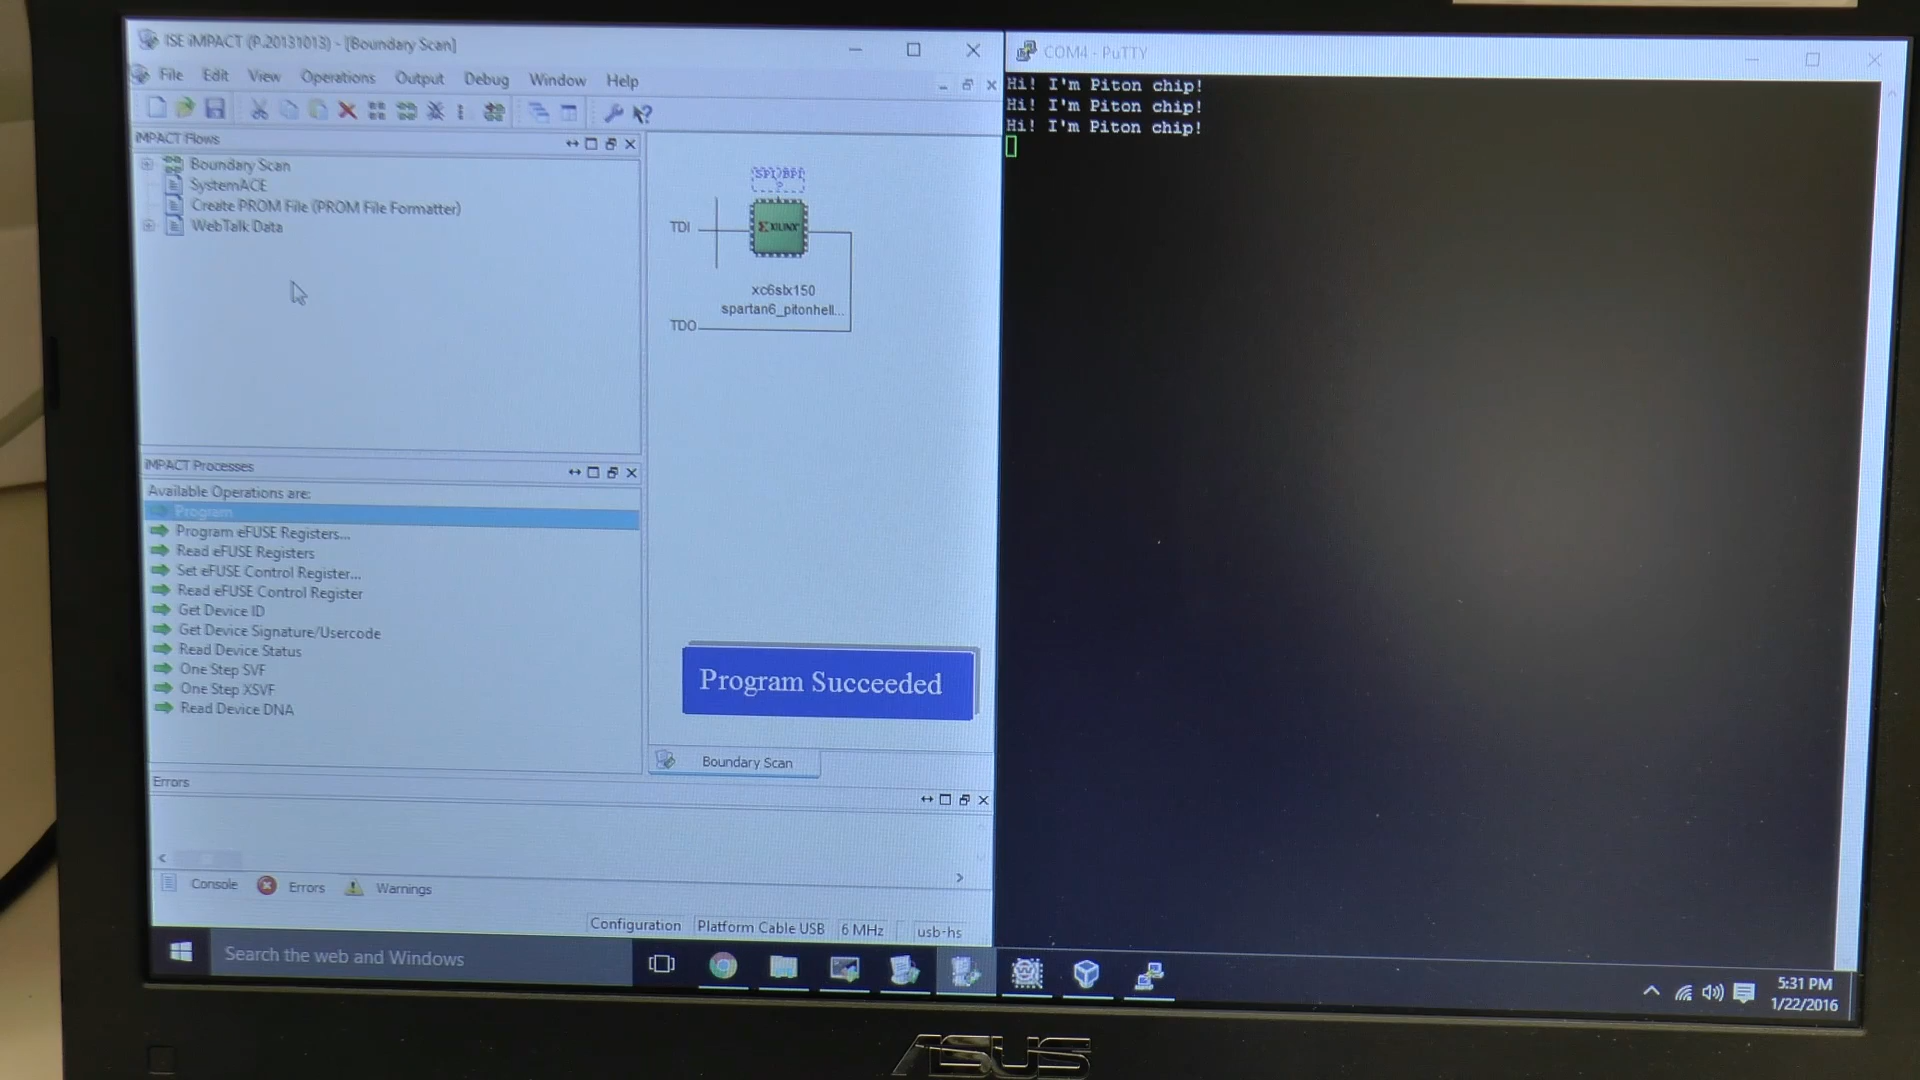 ISE iMPACT (P.20131013) - [Boundary Scan]
File Edit View Operations Output Debug Window Help
iMPACT Flows
Boundary Scan
SystemACE
Create PROM File (PROM File Formatter)
WebTalk Data
SPI/BPI
?
TDI
XILINX
xc6slx150
spartan6_pitonhell...
TDO
iMPACT Processes
Available Operations are:
Program
Program eFUSE Registers...
Read eFUSE Registers
Set eFUSE Control Register...
Read eFUSE Control Register
Get Device ID
Get Device Signature/Usercode
Read Device Status
One Step SVF
One Step XSVF
Read Device DNA
Program Succeeded
Boundary Scan
Errors
Console Errors Warnings
Configuration Platform Cable USB 6 MHz usb-hs
COM4 - PuTTY
Hi! I'm Piton chip!
Hi! I'm Piton chip!
Hi! I'm Piton chip!
Search the web and Windows
5:31 PM
1/22/2016
ASUS